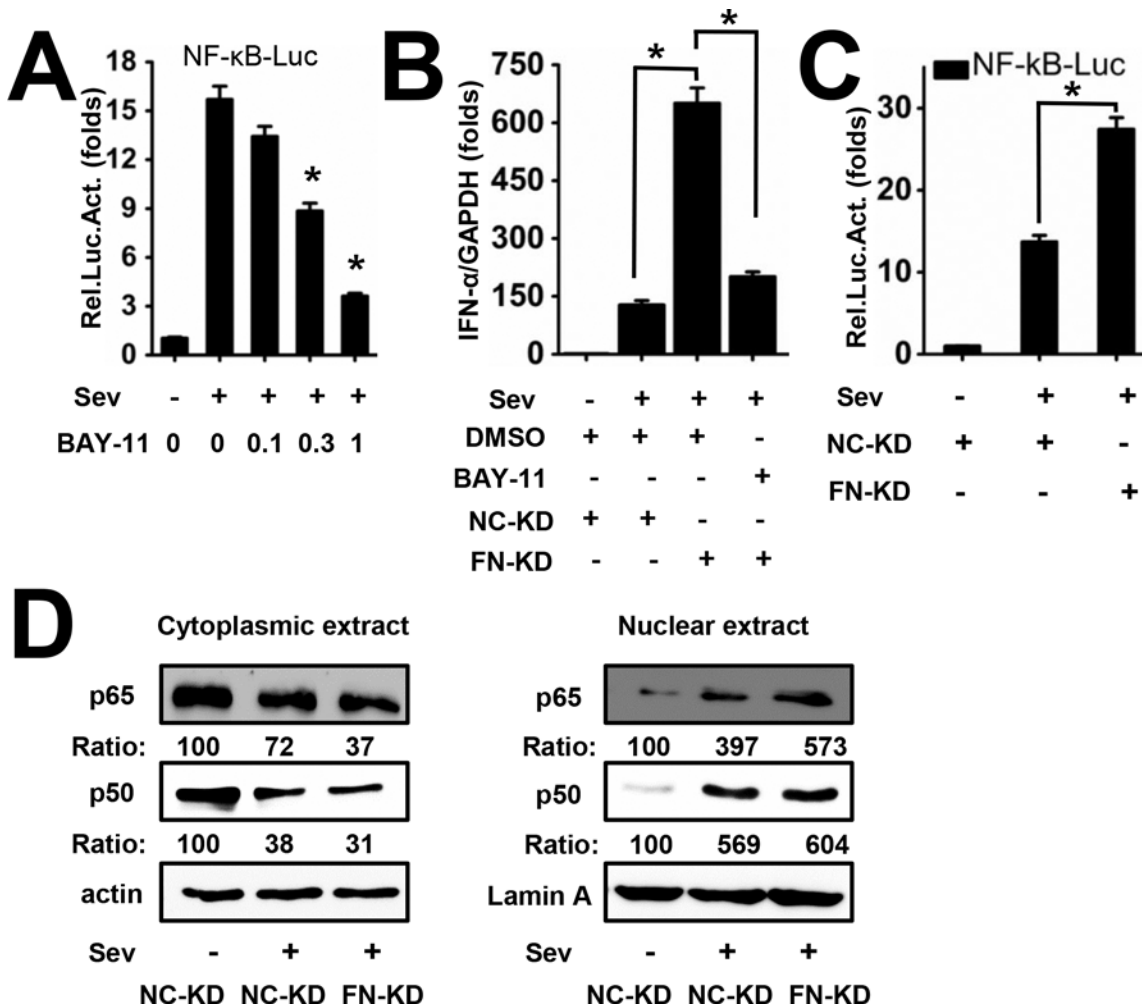 A
NF-κB-Luc
Rel.Luc.Act. (folds)
18
15
12
9
6
3
0
* *
Sev - + + + +
BAY-11 0 0 0.1 0.3 1
B
IFN-α/GAPDH (folds)
750
600
450
300
150
0
* *
Sev - + + +
DMSO + + + -
BAY-11 - - - +
NC-KD + + - -
FN-KD - - + +
C
NF-kB-Luc
Rel.Luc.Act. (folds)
30
20
10
0
*
Sev - + +
NC-KD + + -
FN-KD - - +
D
Cytoplasmic extract
p65
Ratio: 100 72 37
p50
Ratio: 100 38 31
actin
Sev - + +
NC-KD NC-KD FN-KD
Nuclear extract
p65
Ratio: 100 397 573
p50
Ratio: 100 569 604
Lamin A
Sev - + +
NC-KD NC-KD FN-KD